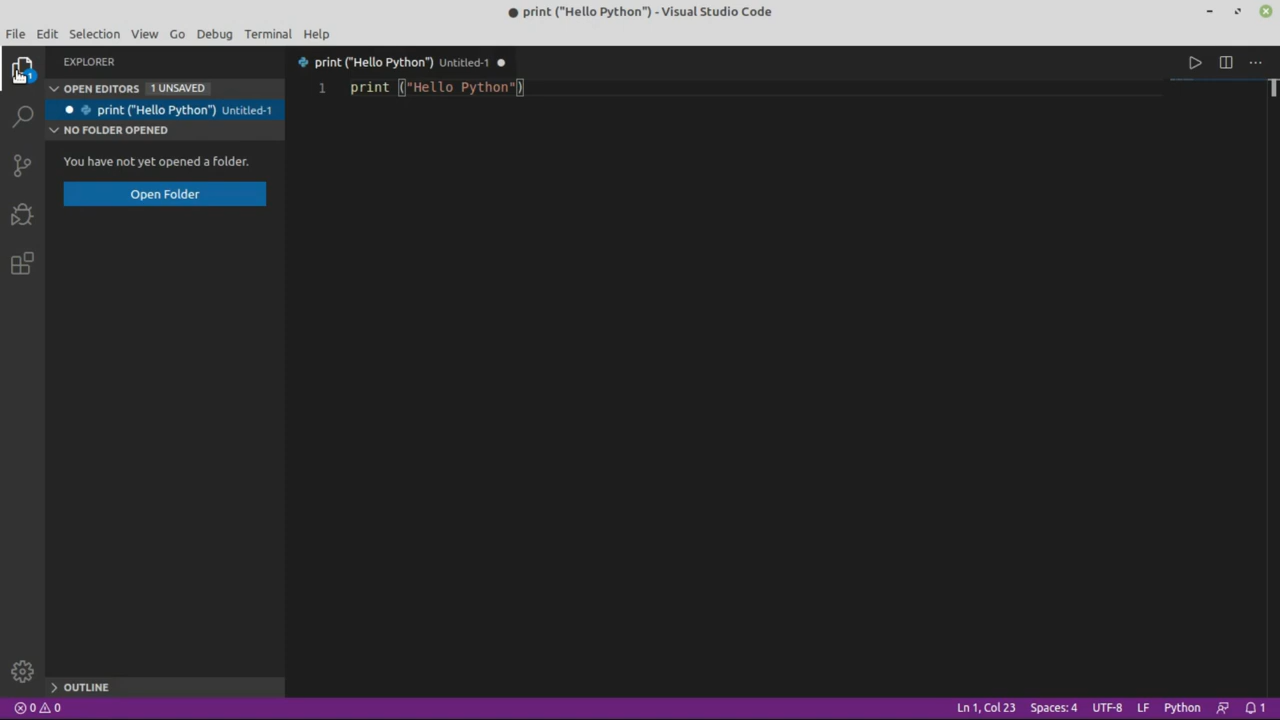 ● print ("Hello Python") - Visual Studio Code
File Edit Selection View Go Debug Terminal Help
EXPLORER
print ("Hello Python") Untitled-1 ●
1
OPEN EDITORS 1 UNSAVED
1 print ("Hello Python")
● print ("Hello Python") Untitled-1
NO FOLDER OPENED
You have not yet opened a folder.
Open Folder
OUTLINE
0 0 Ln 1, Col 23 Spaces: 4 UTF-8 LF Python 1